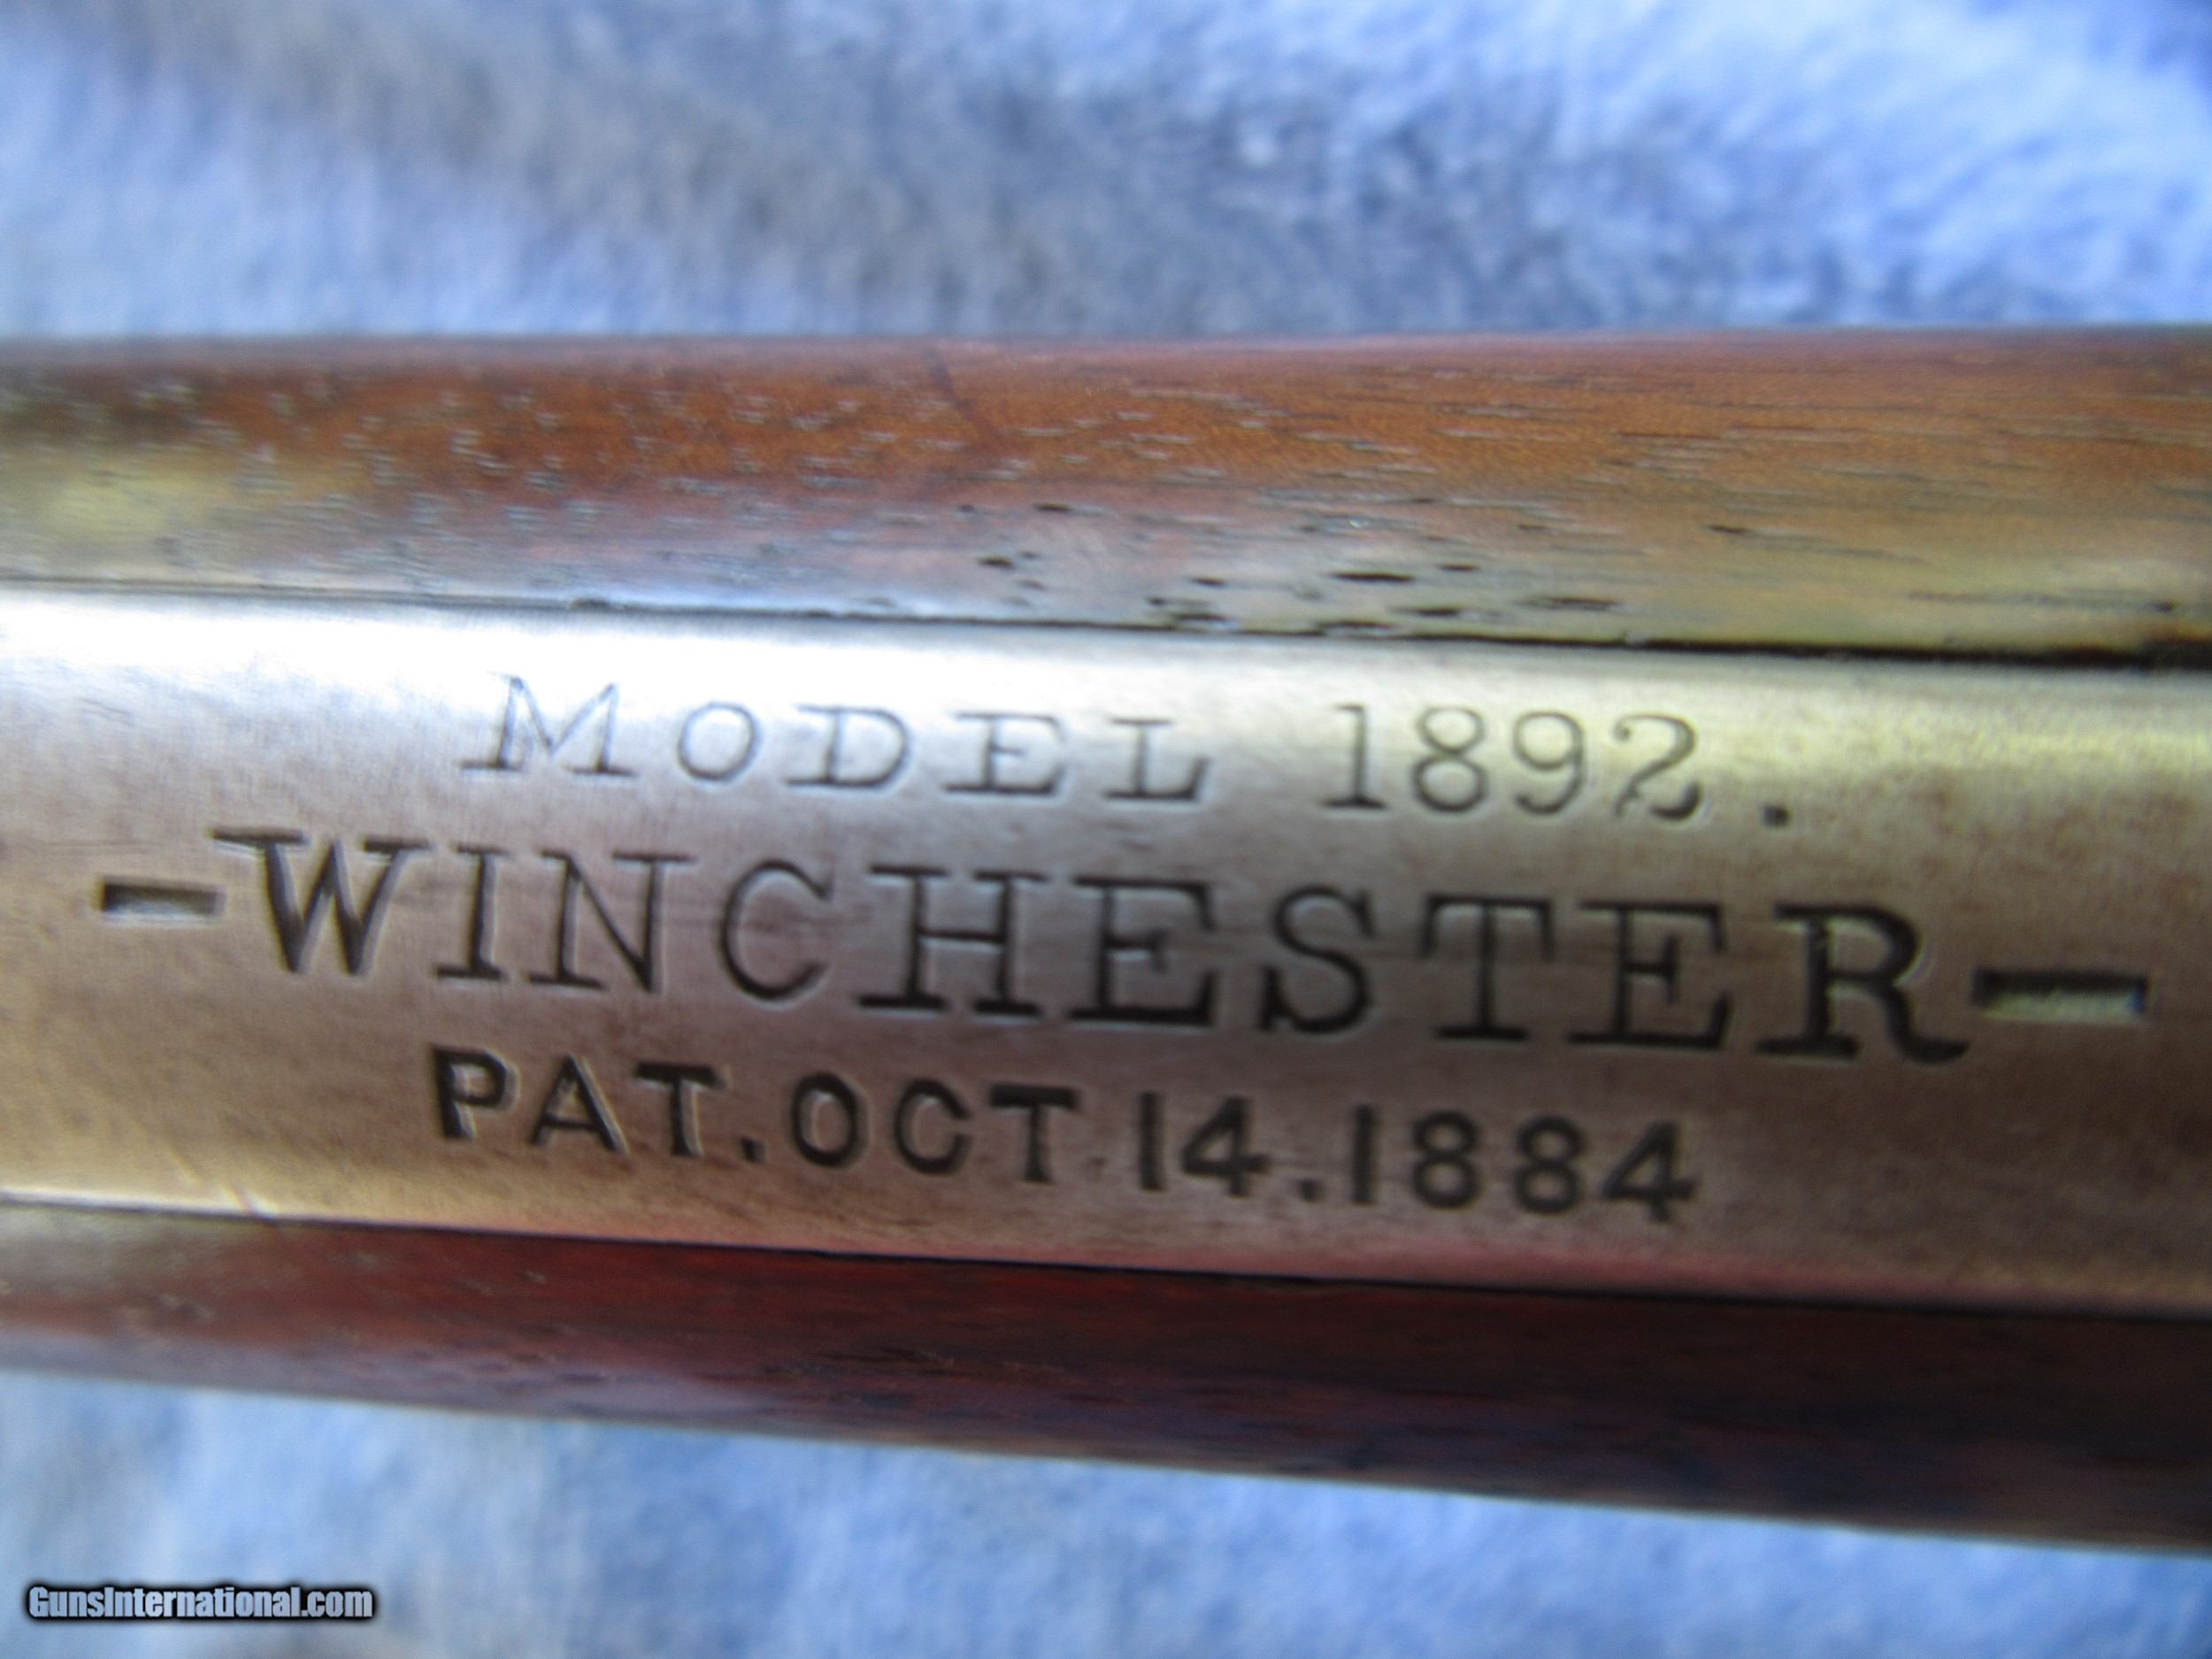 MODEL 1892.
-WINCHESTER-
PAT. OCT 14. 1884
GunsInternational.com